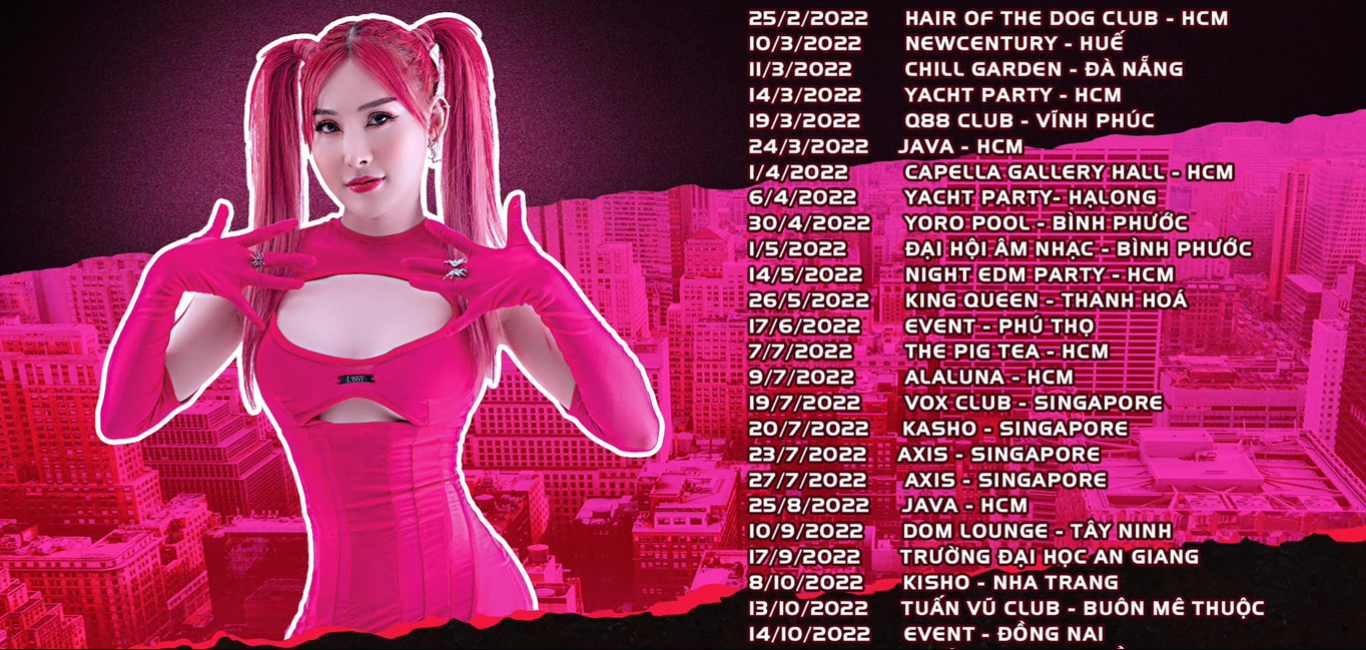 25/2/2022 HAIR OF THE DOG CLUB - HCM
10/3/2022 NEWCENTURY - HUẾ
11/3/2022 CHILL GARDEN - ĐÀ NẴNG
14/3/2022 YACHT PARTY - HCM
19/3/2022 Q88 CLUB - VĨNH PHÚC
24/3/2022 JAVA - HCM
1/4/2022 CAPELLA GALLERY HALL - HCM
6/4/2022 YACHT PARTY- HẠLONG
30/4/2022 YORO POOL - BÌNH PHƯỚC
1/5/2022 ĐẠI HỘI ÂM NHẠC - BÌNH PHƯỚC
14/5/2022 NIGHT EDM PARTY - HCM
26/5/2022 KING QUEEN - THANH HOÁ
17/6/2022 EVENT - PHÚ THỌ
7/7/2022 THE PIG TEA - HCM
9/7/2022 ALALUNA - HCM
19/7/2022 VOX CLUB - SINGAPORE
20/7/2022 KASHO - SINGAPORE
23/7/2022 AXIS - SINGAPORE
27/7/2022 AXIS - SINGAPORE
25/8/2022 JAVA - HCM
10/9/2022 DOM LOUNGE - TÂY NINH
17/9/2022 TRƯỜNG ĐẠI HỌC AN GIANG
8/10/2022 KISHO - NHA TRANG
13/10/2022 TUẤN VŨ CLUB - BUÔN MÊ THUỘC
14/10/2022 EVENT - ĐỒNG NAI